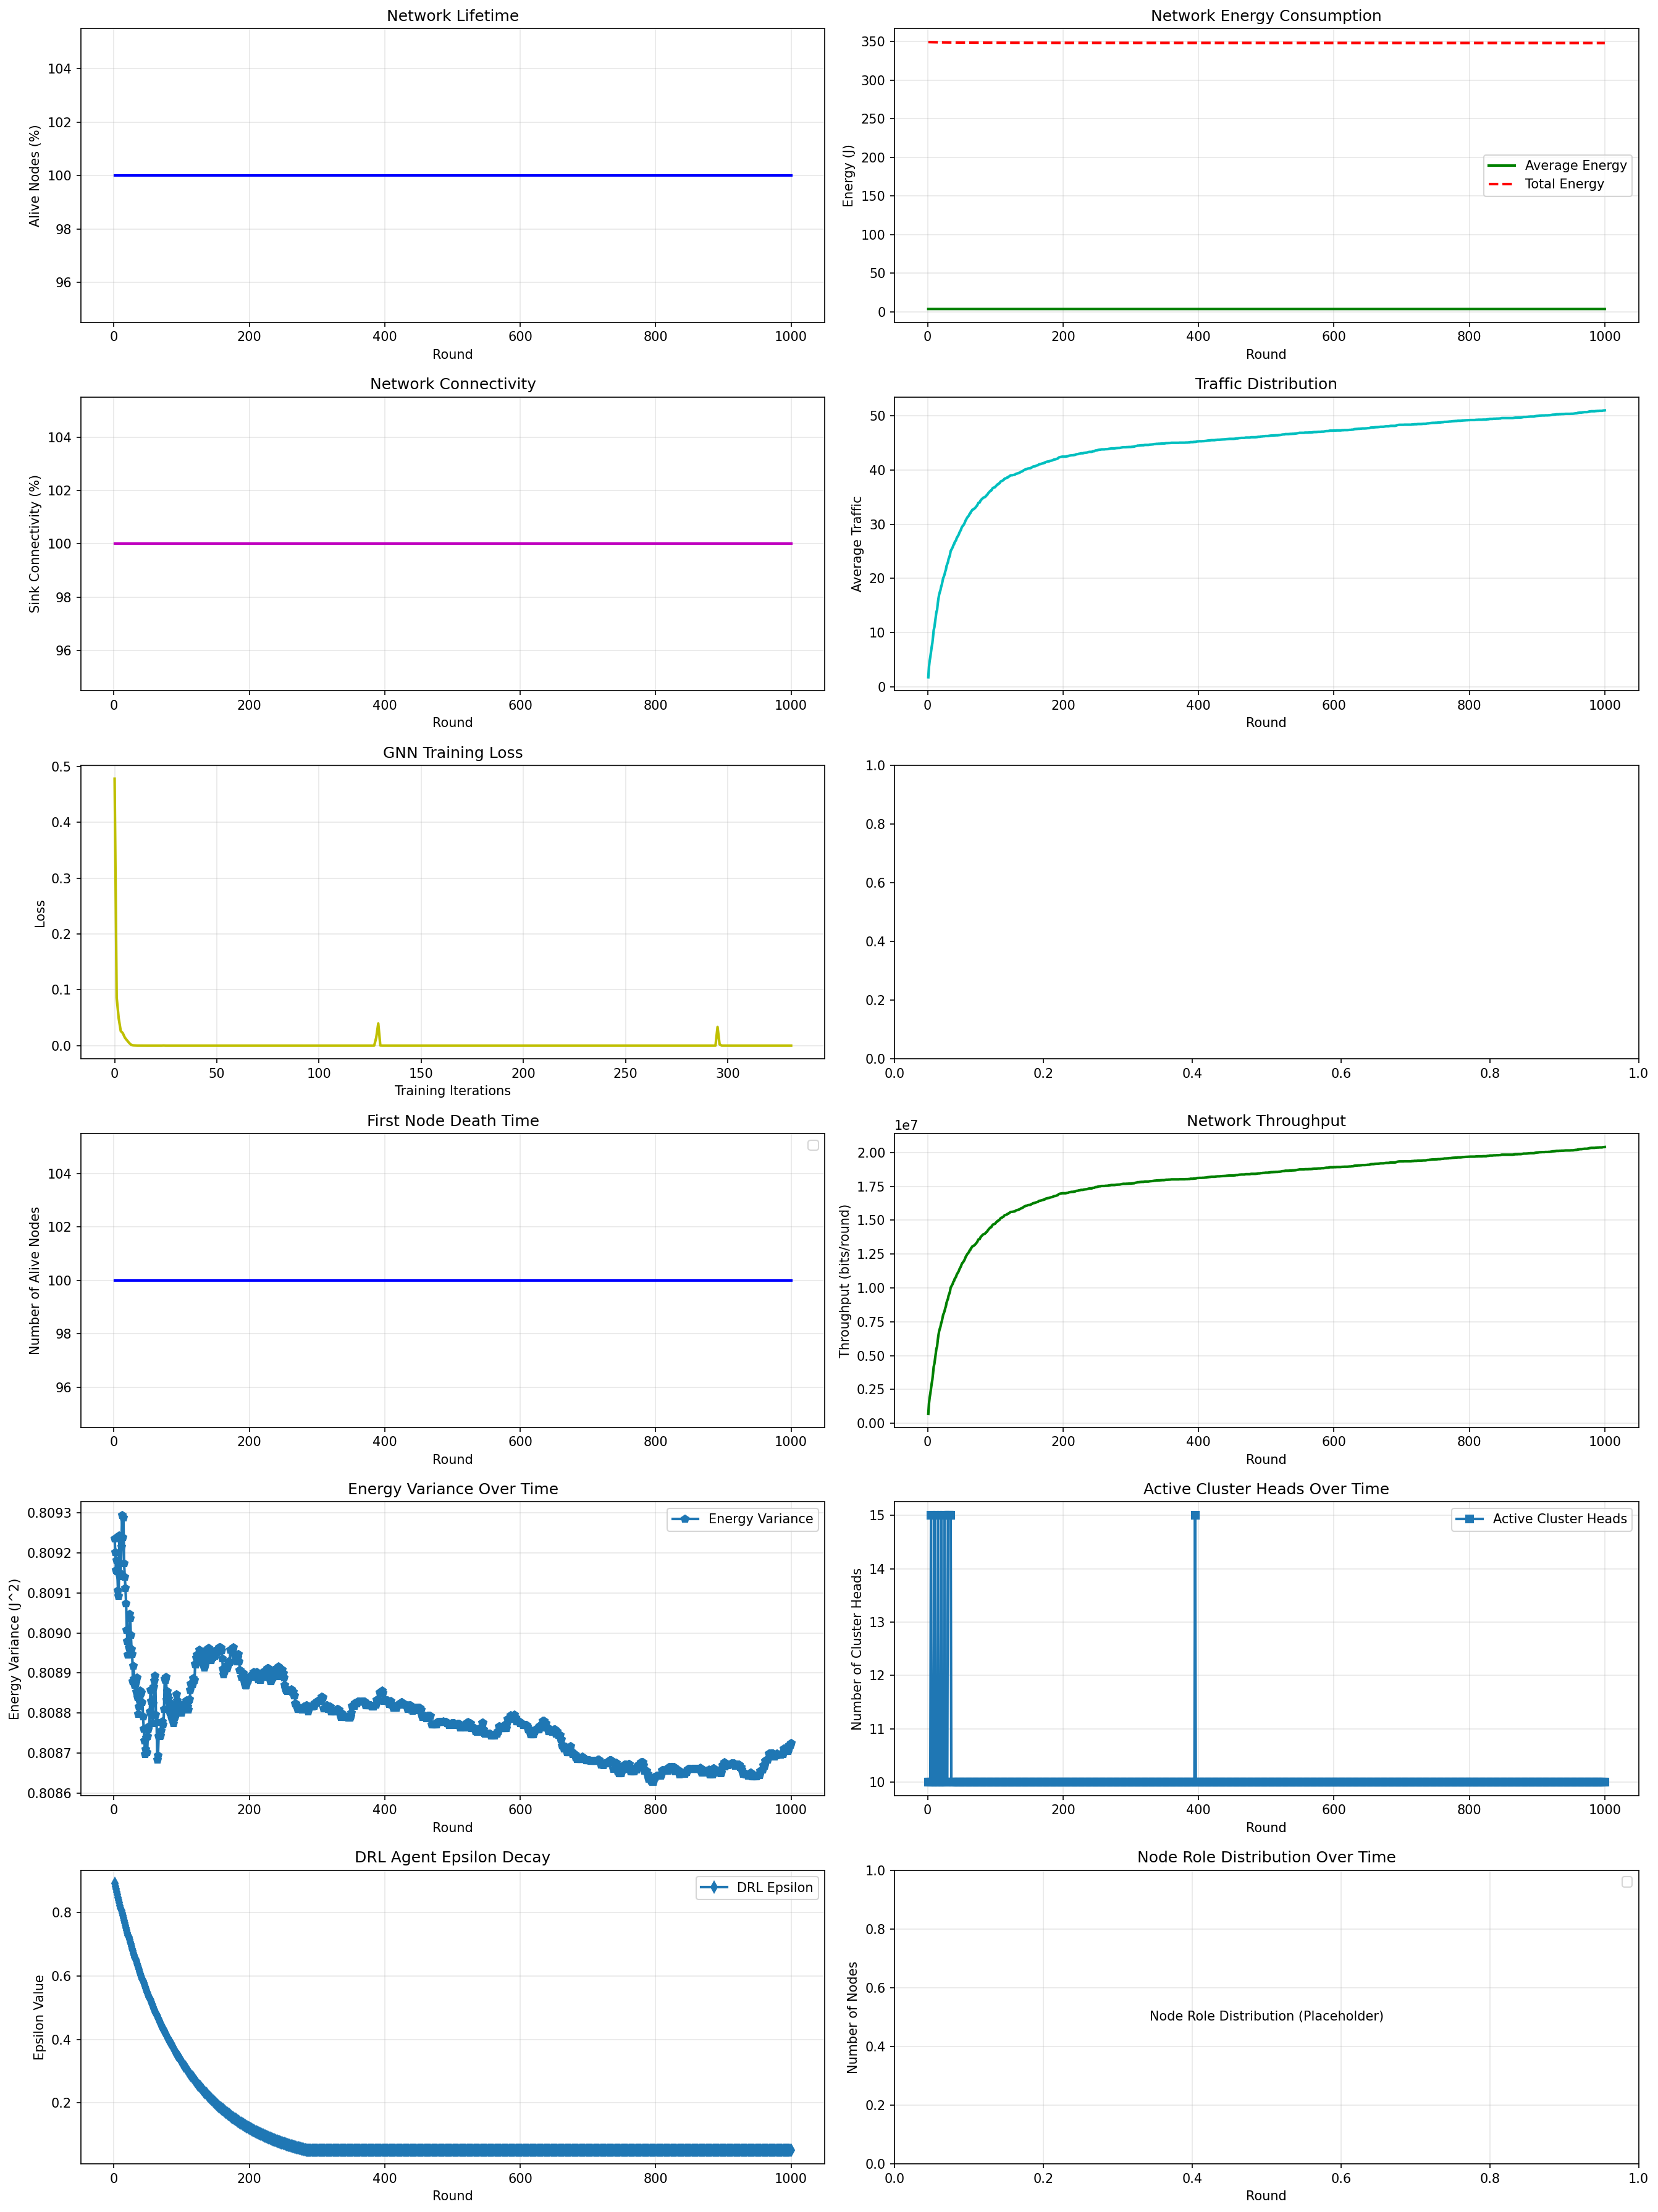 Network Lifetime
Alive Nodes (%)
104
102
100
98
96
0 200 400 600 800 1000
Round
Network Energy Consumption
Energy (J)
350
300
250
200
150
100
50
0
Average Energy
Total Energy
0 200 400 600 800 1000
Round
Network Connectivity
Sink Connectivity (%)
104
102
100
98
96
0 200 400 600 800 1000
Round
Traffic Distribution
Average Traffic
50
40
30
20
10
0
0 200 400 600 800 1000
Round
GNN Training Loss
Loss
0.5
0.4
0.3
0.2
0.1
0.0
0 50 100 150 200 250 300
Training Iterations
1.0
0.8
0.6
0.4
0.2
0.0
0.0 0.2 0.4 0.6 0.8 1.0
First Node Death Time
Number of Alive Nodes
104
102
100
98
96
0 200 400 600 800 1000
Round
Network Throughput
1e7
Throughput (bits/round)
2.00
1.75
1.50
1.25
1.00
0.75
0.50
0.25
0.00
0 200 400 600 800 1000
Round
Energy Variance Over Time
Energy Variance (J^2)
0.8093
0.8092
0.8091
0.8090
0.8089
0.8088
0.8087
0.8086
Energy Variance
0 200 400 600 800 1000
Round
Active Cluster Heads Over Time
Number of Cluster Heads
15
14
13
12
11
10
Active Cluster Heads
0 200 400 600 800 1000
Round
DRL Agent Epsilon Decay
Epsilon Value
0.8
0.6
0.4
0.2
DRL Epsilon
0 200 400 600 800 1000
Round
Node Role Distribution Over Time
Number of Nodes
1.0
0.8
0.6
0.4
0.2
0.0
Node Role Distribution (Placeholder)
0.0 0.2 0.4 0.6 0.8 1.0
Round